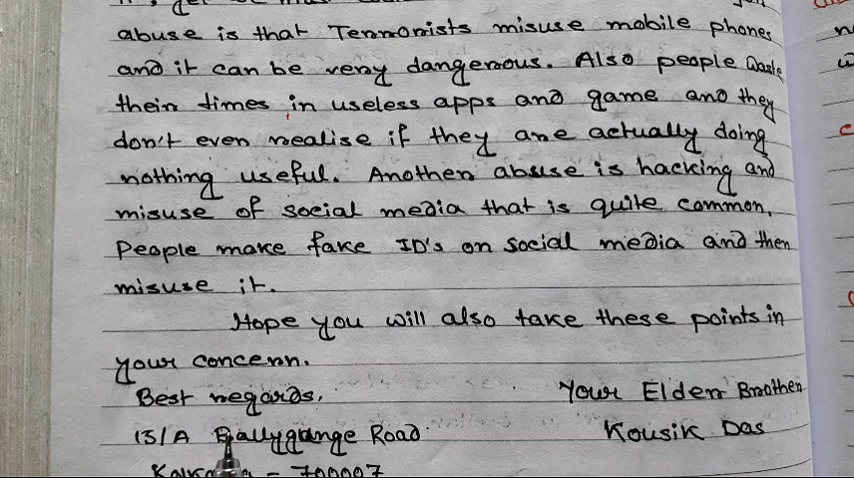 abuse is that Terrorists misuse mobile phones
and it can be very dangerous. Also people waste
their times in useless apps and game and they
don't even realise if they are actually doing
nothing useful. Another abuse is hacking and
misuse of social media that is quite common.
People make fake ID's on social media and then
misuse it.
Hope you will also take these points in
your concern.
Best regards, Your Elder Brother
13/A Ballygunge Road Kousik Das
- 700007